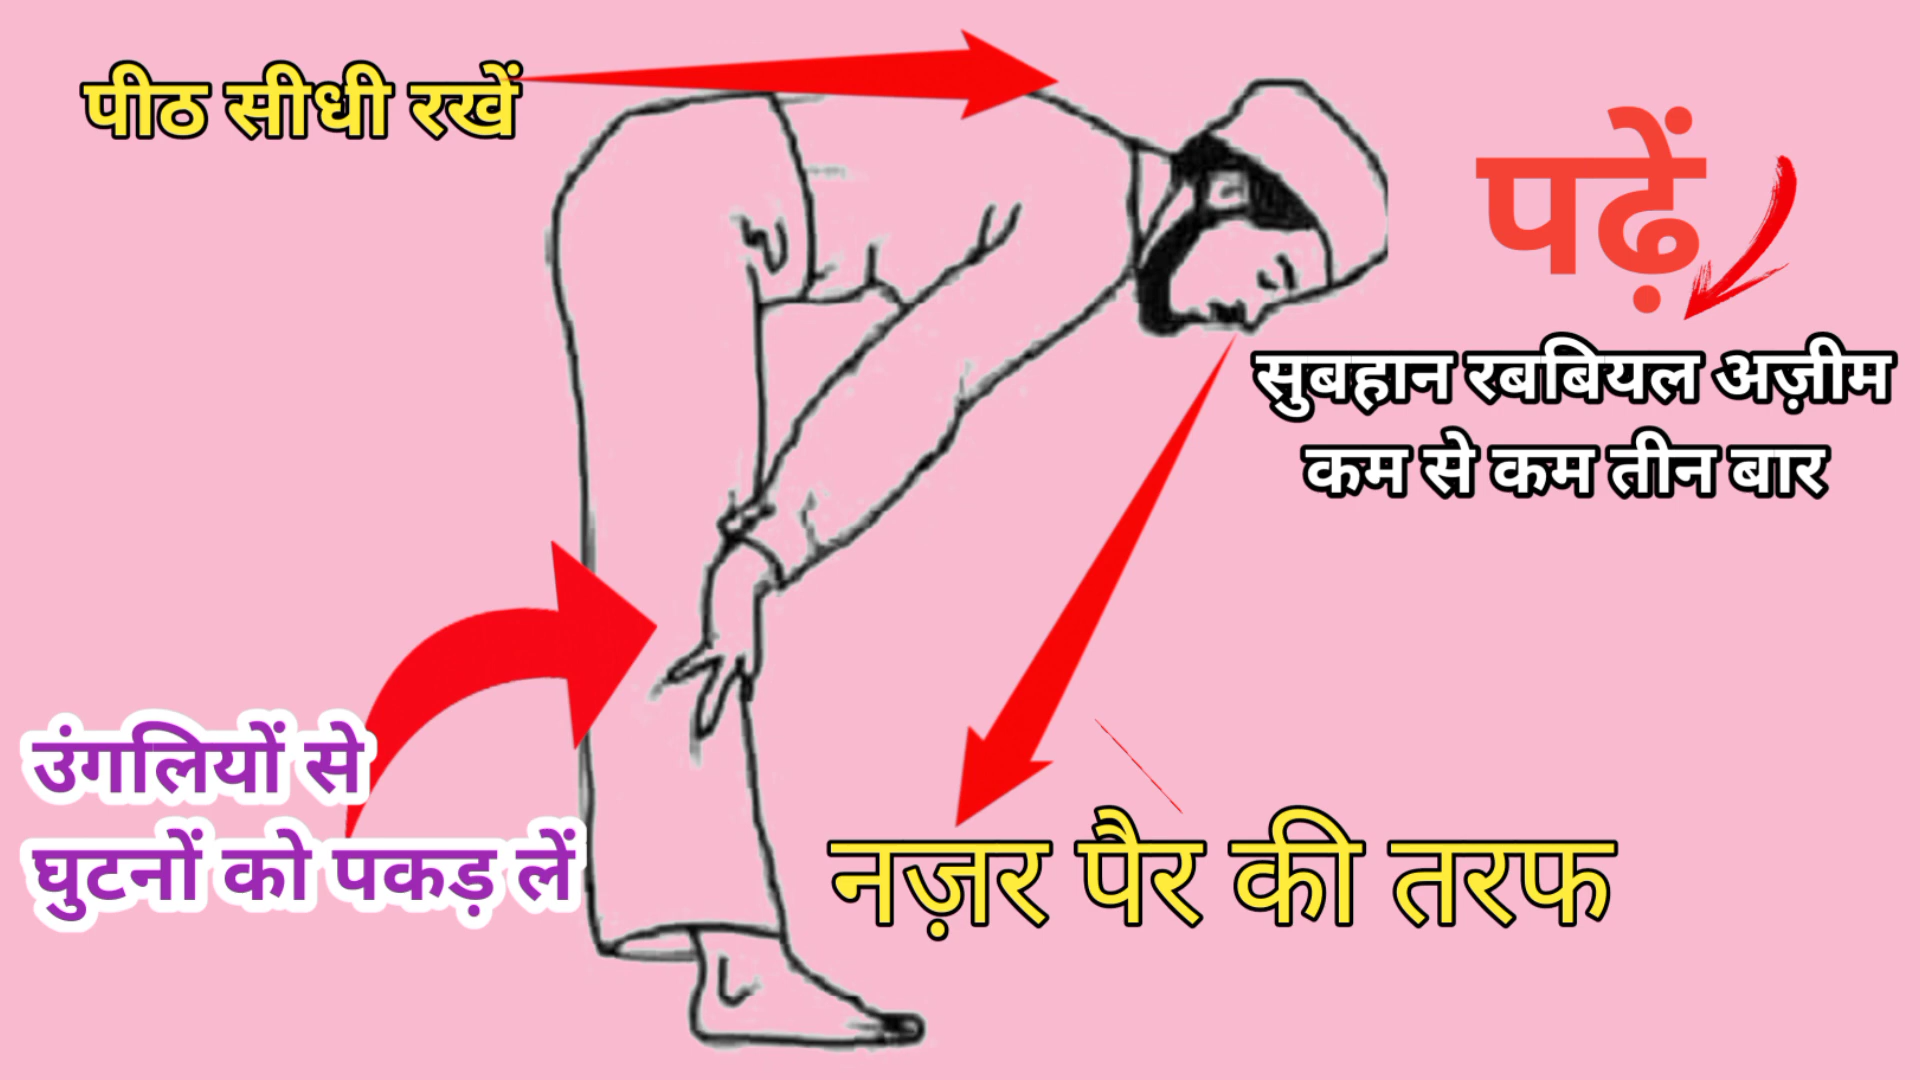 पीठ सीधी रखें
पढ़ें
सुबहान रबबियल अज़ीम
कम से कम तीन बार
उंगलियों से
घुटनों को पकड़ लें
नज़र पैर की तरफ